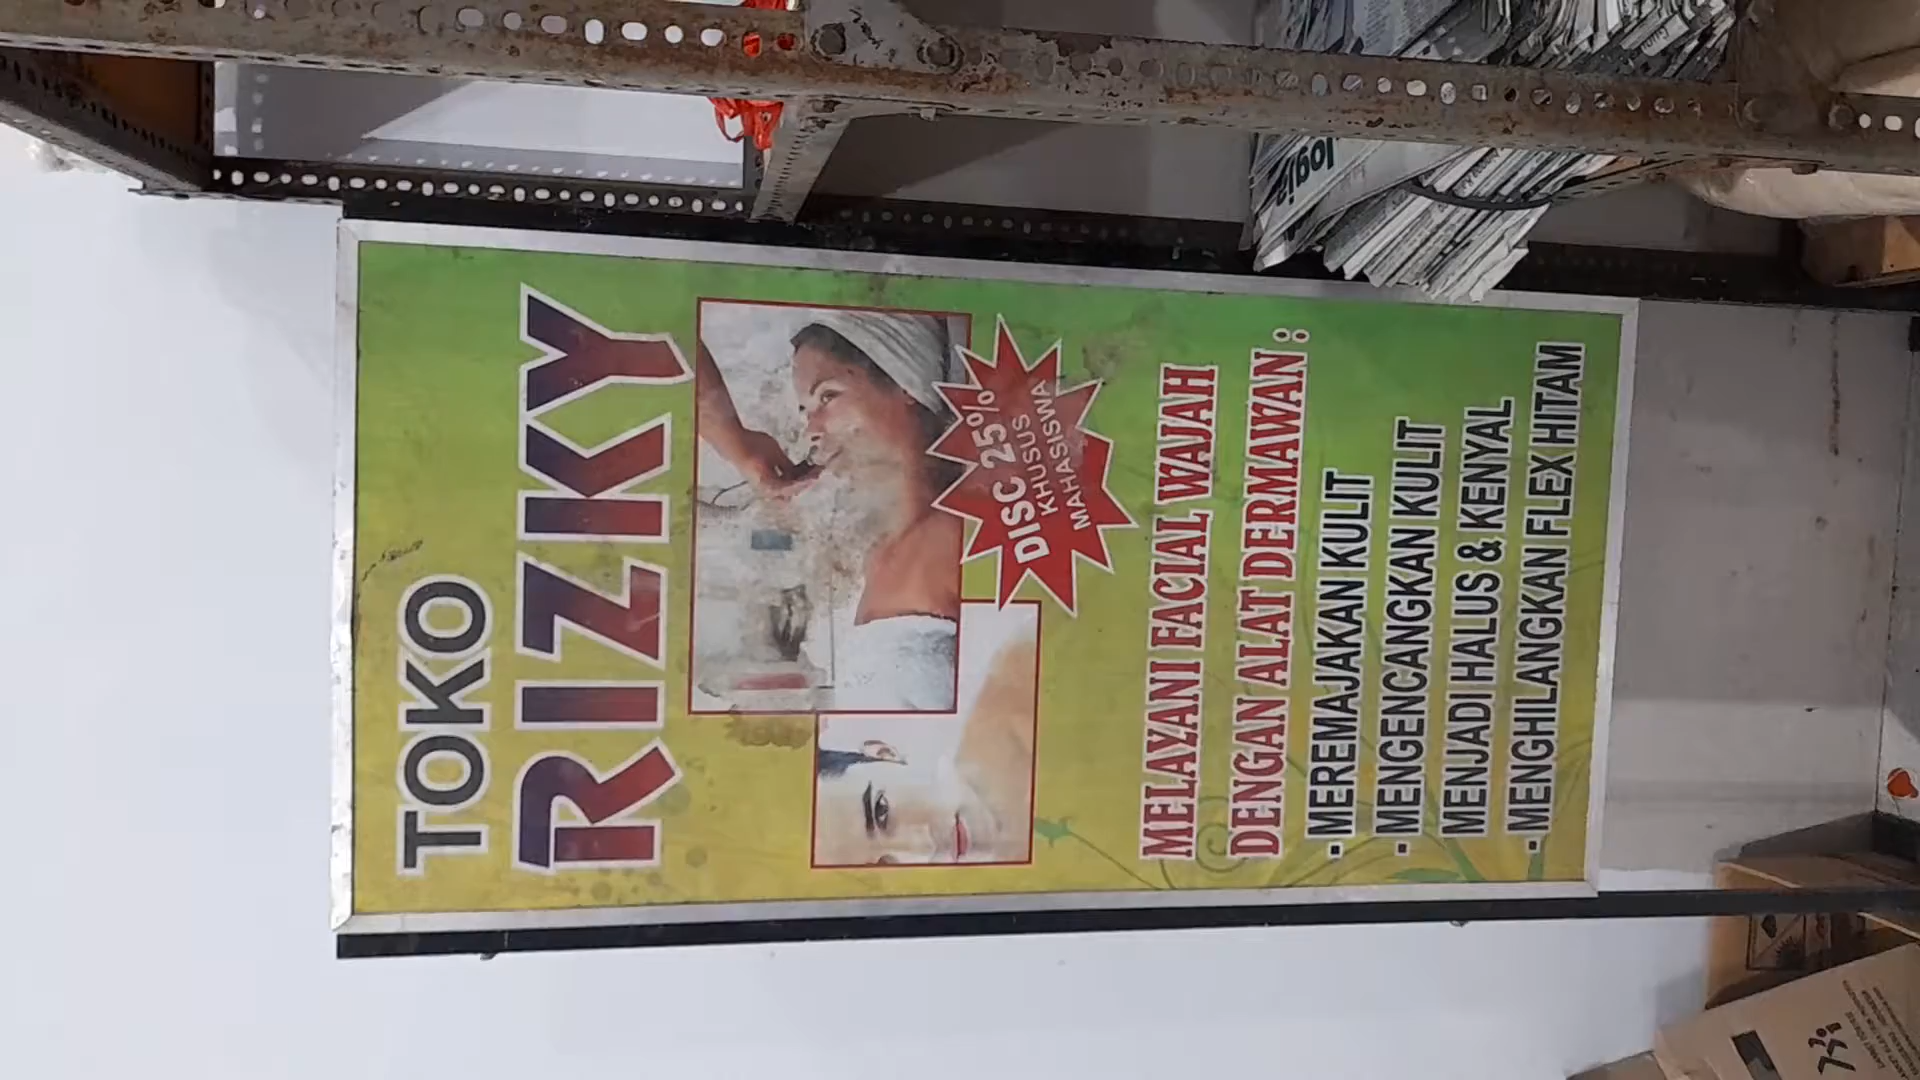 TOKO
RIZKY
DISC 25%
KHUSUS
MAHASISWA
MELAYANI FACIAL WAJAH
DENGAN ALAT DERMAWAN :
• MEREMAJAKAN KULIT
• MENGENCANGKAN KULIT
MENJADI HALUS & KENYAL
• MENGHILANGKAN FLEX HITAM
logia